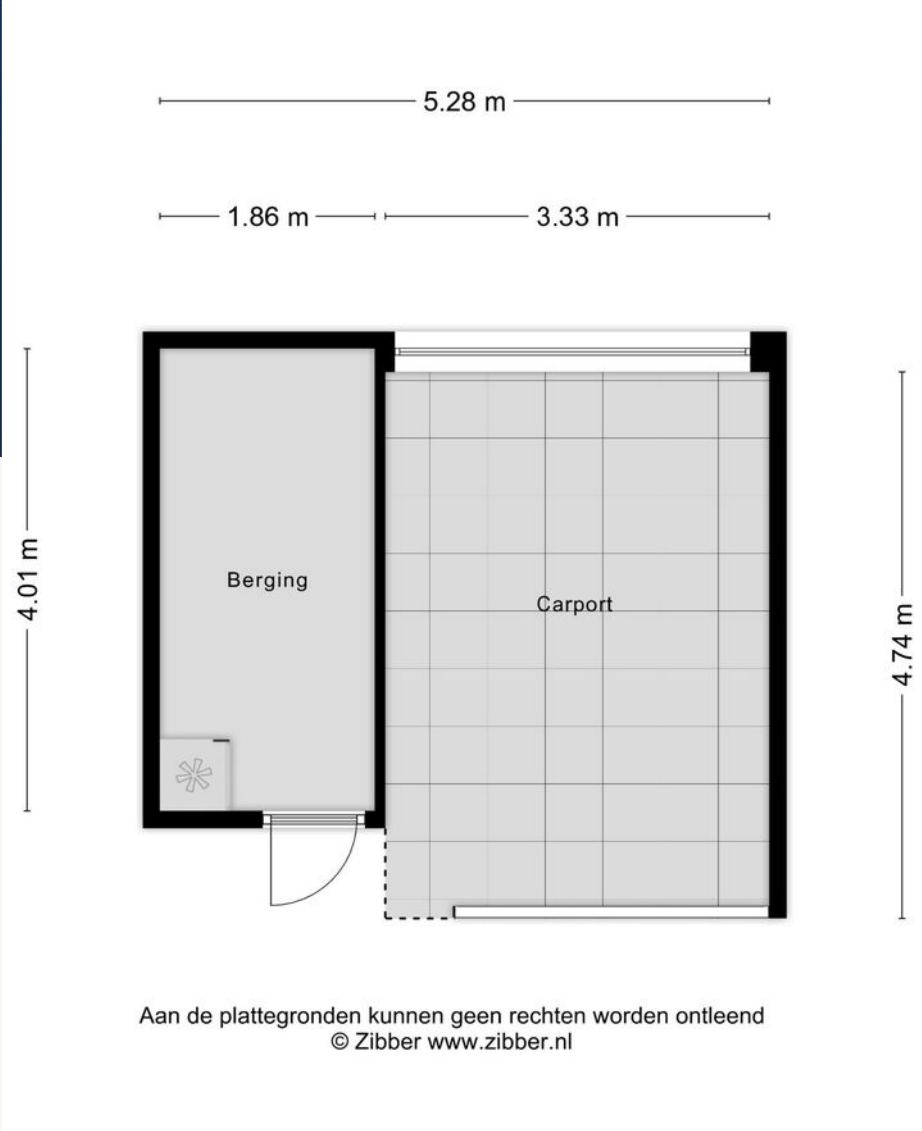 5.28 m
1.86 m
3.33 m
4.01 m
Berging
Carport
4.74 m
Aan de plattegronden kunnen geen rechten worden ontleend
© Zibber www.zibber.nl